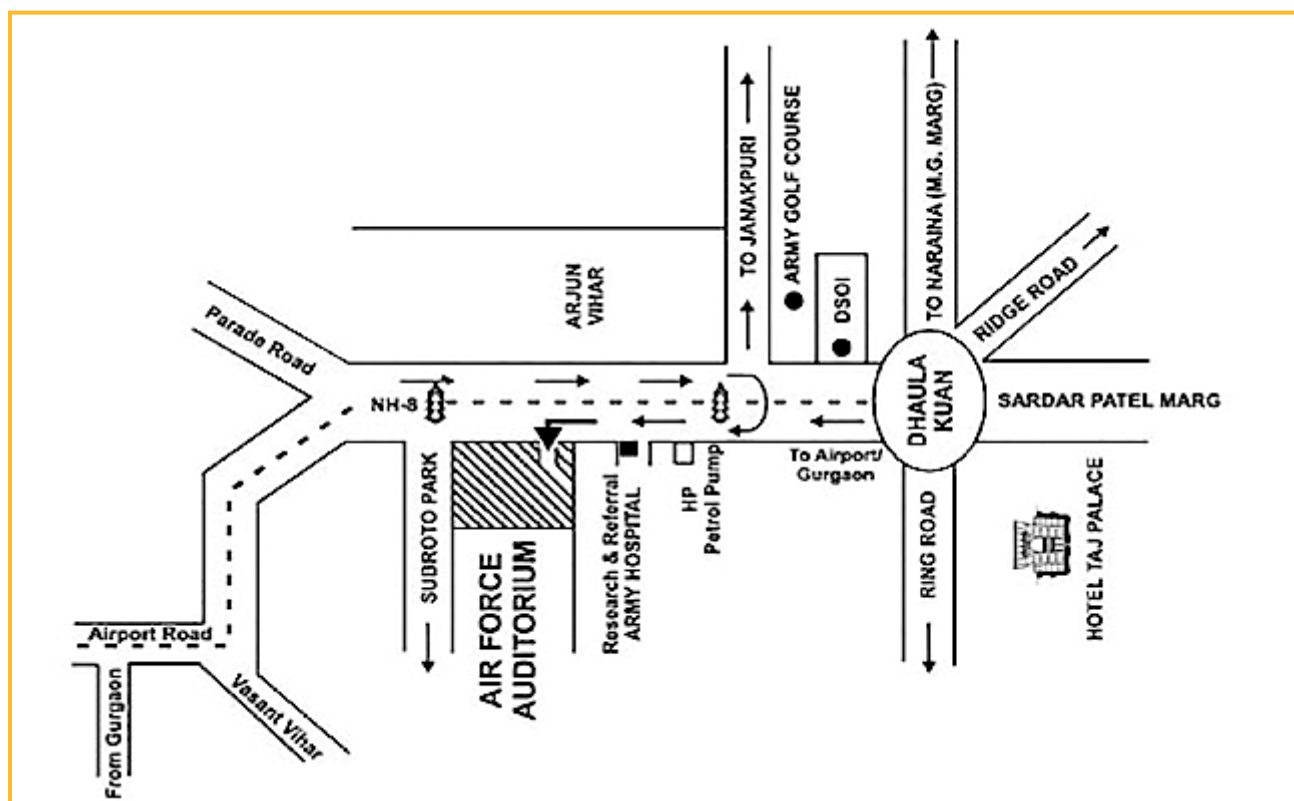 TO JANAKPURI
ARMY GOLF COURSE
TO NARAINA (M.G. MARG)
RIDGE ROAD
DSOI
ARJUN
VIHAR
Parade Road
NH-8
DHAULA
KUAN
SARDAR PATEL MARG
To Airport/
Gurgaon
SUBROTO PARK
AIR FORCE
AUDITORIUM
Research & Referral
ARMY HOSPITAL
HP
Petrol Pump
RING ROAD
HOTEL TAJ PALACE
Airport Road
From Gurgaon
Vasant Vihar